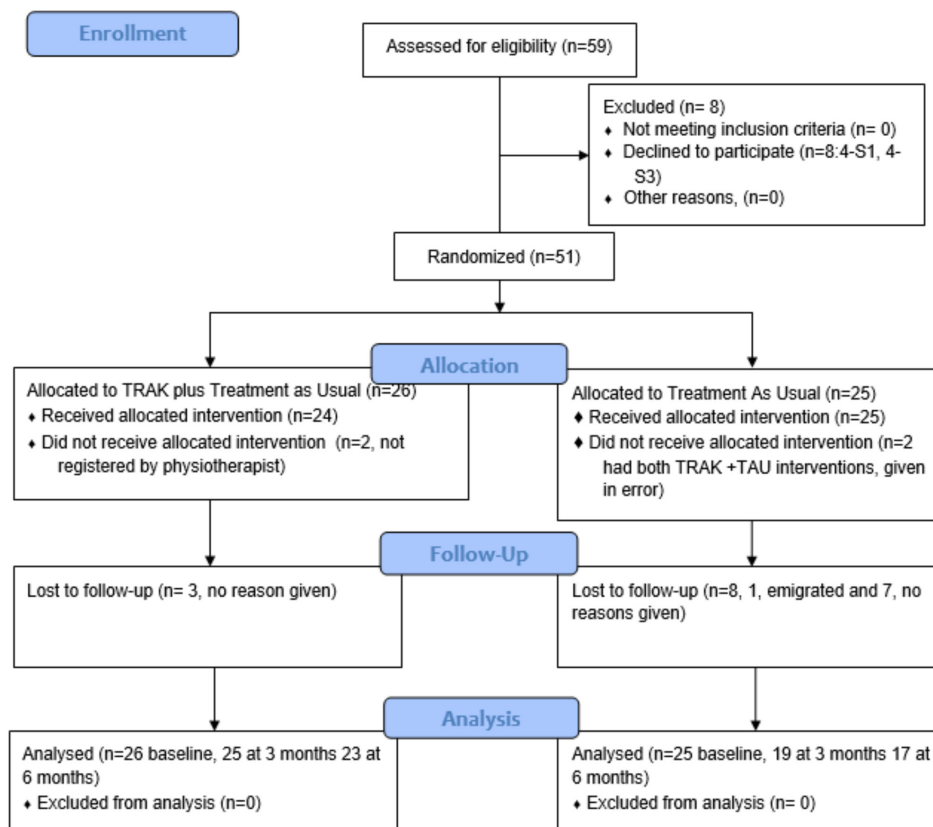 Enrollment
Assessed for eligibility (n=59)
Excluded (n= 8)
♦ Not meeting inclusion criteria (n= 0)
♦ Declined to participate (n=8:4-S1, 4-
S3)
♦ Other reasons, (n=0)
Randomized (n=51)
Allocation
Allocated to TRAK plus Treatment as Usual (n=26)
♦ Received allocated intervention (n=24)
♦ Did not receive allocated intervention (n=2, not
registered by physiotherapist)
Allocated to Treatment As Usual (n=25)
♦ Received allocated intervention (n=25)
♦ Did not receive allocated intervention (n=2
had both TRAK +TAU interventions, given
in error)
Follow-Up
Lost to follow-up (n= 3, no reason given)
Lost to follow-up (n=8, 1, emigrated and 7, no
reasons given)
Analysis
Analysed (n=26 baseline, 25 at 3 months 23 at
6 months)
♦ Excluded from analysis (n=0)
Analysed (n=25 baseline, 19 at 3 months 17 at
6 months)
♦ Excluded from analysis (n= 0)